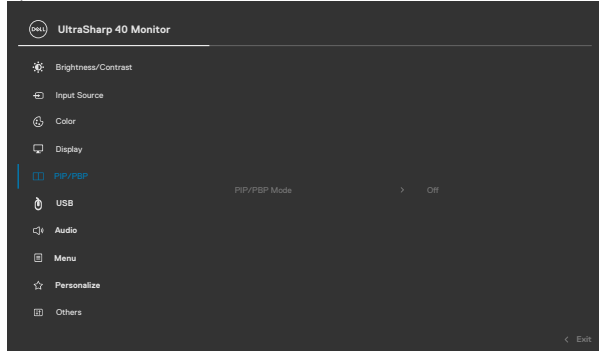 DELL UltraSharp 40 Monitor
Brightness/Contrast
Input Source
Color
Display
PIP/PBP
PIP/PBP Mode > Off
USB
Audio
Menu
Personalize
Others
< Exit